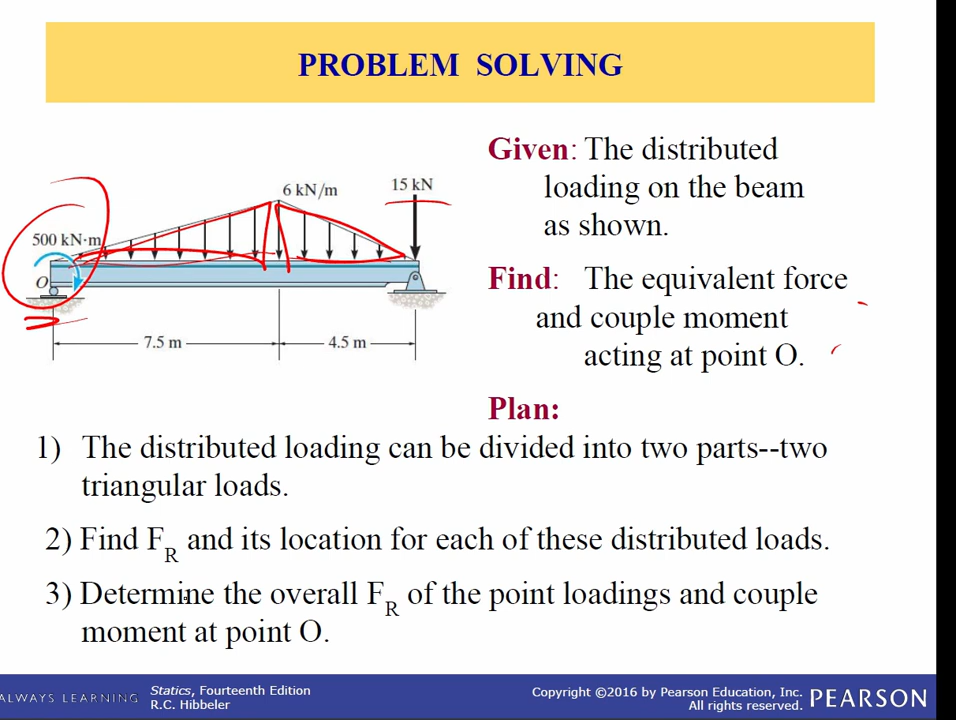 PROBLEM SOLVING
Given: The distributed
loading on the beam
as shown.
6 kN/m
15 kN
500 kN·m
O
7.5 m
4.5 m
Find: The equivalent force
and couple moment
acting at point O.
Plan:
1) The distributed loading can be divided into two parts--two
triangular loads.
2) Find FR and its location for each of these distributed loads.
3) Determine the overall FR of the point loadings and couple
moment at point O.
ALWAYS LEARNING
Statics, Fourteenth Edition
R.C. Hibbeler
Copyright ©2016 by Pearson Education, Inc.
All rights reserved.
PEARSON